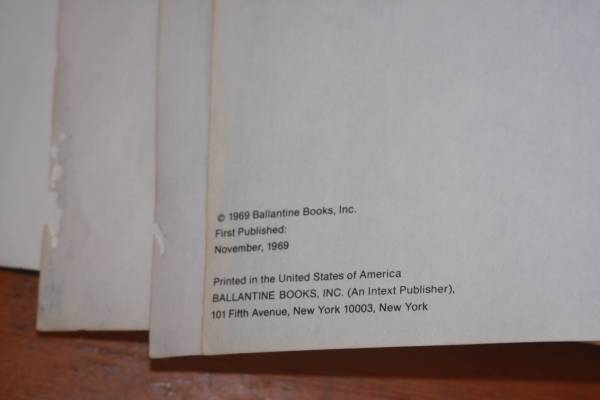 © 1969 Ballantine Books, Inc.
First Published:
November, 1969
Printed in the United States of America
BALLANTINE BOOKS, INC. (An Intext Publisher),
101 Fifth Avenue, New York 10003, New York